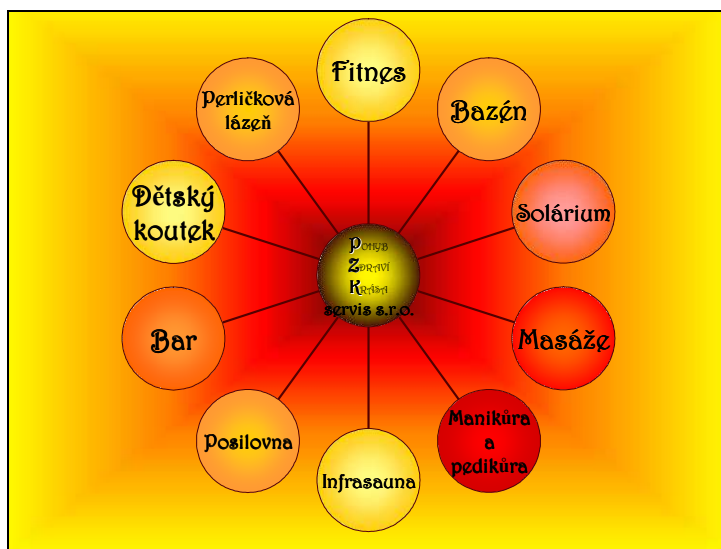 Fitnes
Bazén
Solárium
Masáže
Manikůra
a
pedikůra
Infrasauna
Posilovna
Bar
Dětský
koutek
Perličková
lázeň
Pohyb
Zdraví
Krása
servis s.r.o.